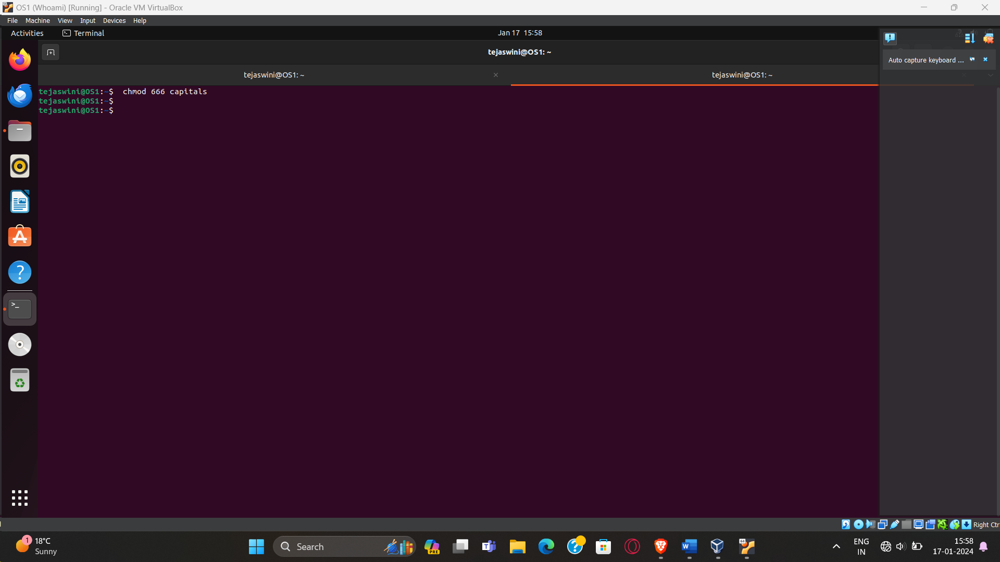 OS1 (Whoami) [Running] - Oracle VM VirtualBox
File Machine View Input Devices Help
Activities Terminal Jan 17 15:58
tejaswini@OS1: ~
Auto capture keyboard ...
tejaswini@OS1: ~ tejaswini@OS1: ~
tejaswini@OS1:~$  chmod 666 capitals
tejaswini@OS1:~$
tejaswini@OS1:~$
Right Ctr
1 18°C
Sunny
Search
PRE
ENG
IN
15:58
17-01-2024